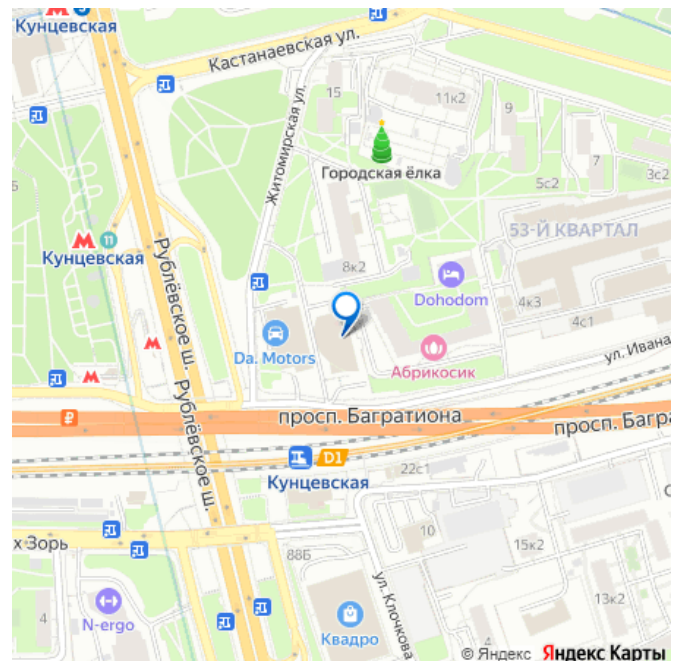 Кунцевская
Кастанаевская ул.
15
11к2
9
Житомирская ул.
Городская ёлка
7
3с2
5
5с2
11
Кунцевская
53-Й КВАРТАЛ
8к2
Dohodom
4к3
4с1
Рублёвское ш.
Da. Motors
Абрикосик
ул. Ивана
Рублёвское ш.
₽
просп. Багратиона
просп. Багра
D1
Кунцевская
22с1
х Зорь
10
15к2
88Б
ул. Клочкова
13к2
N-ergo
4
Квадро
© Яндекс Яндекс Карты